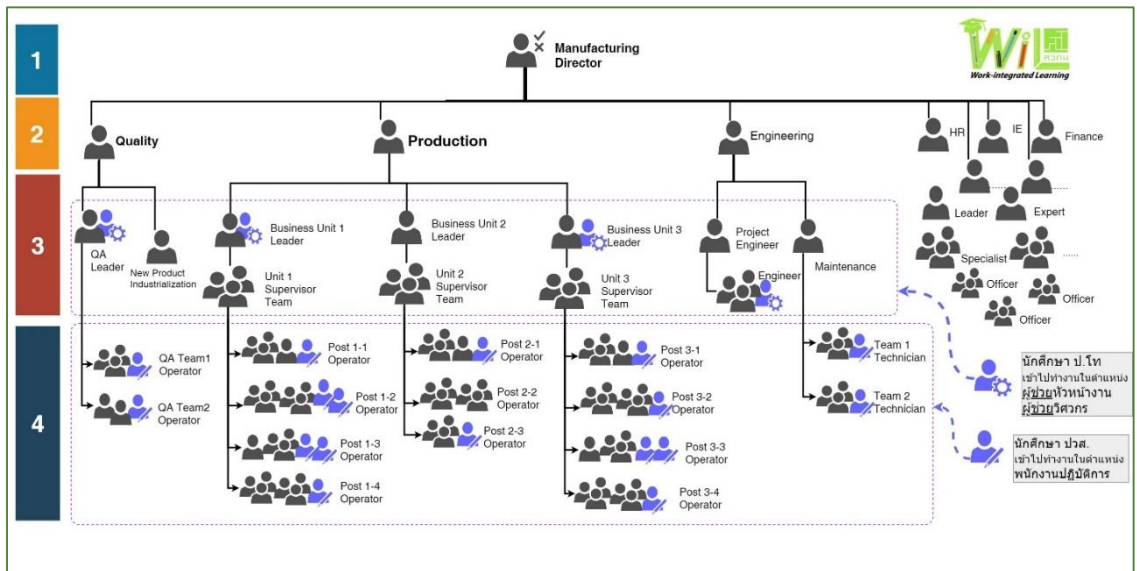 1
Manufacturing
Director
WiL
สวทน
Work-integrated Learning
2
Quality
Production
Engineering
HR
IE
Finance
3
QA
Leader
New Product
Industrialization
Business Unit 1
Leader
Unit 1
Supervisor
Team
Business Unit 2
Leader
Unit 2
Supervisor
Team
Business Unit 3
Leader
Unit 3
Supervisor
Team
Project
Engineer
Engineer
Maintenance
Leader
Expert
Specialist
......
Officer
Officer
Officer
4
QA Team1
Operator
QA Team2
Operator
Post 1-1
Operator
Post 1-2
Operator
Post 1-3
Operator
Post 1-4
Operator
Post 2-1
Operator
Post 2-2
Operator
Post 2-3
Operator
Post 3-1
Operator
Post 3-2
Operator
Post 3-3
Operator
Post 3-4
Operator
Team 1
Technician
Team 2
Technician
นักศึกษา ป.โท
เข้าไปทำงานในตำแหน่ง
ผู้ช่วยหัวหน้างาน
ผู้ช่วยวิศวกร
นักศึกษา ปวส.
เข้าไปทำงานในตำแหน่ง
พนักงานปฏิบัติการ